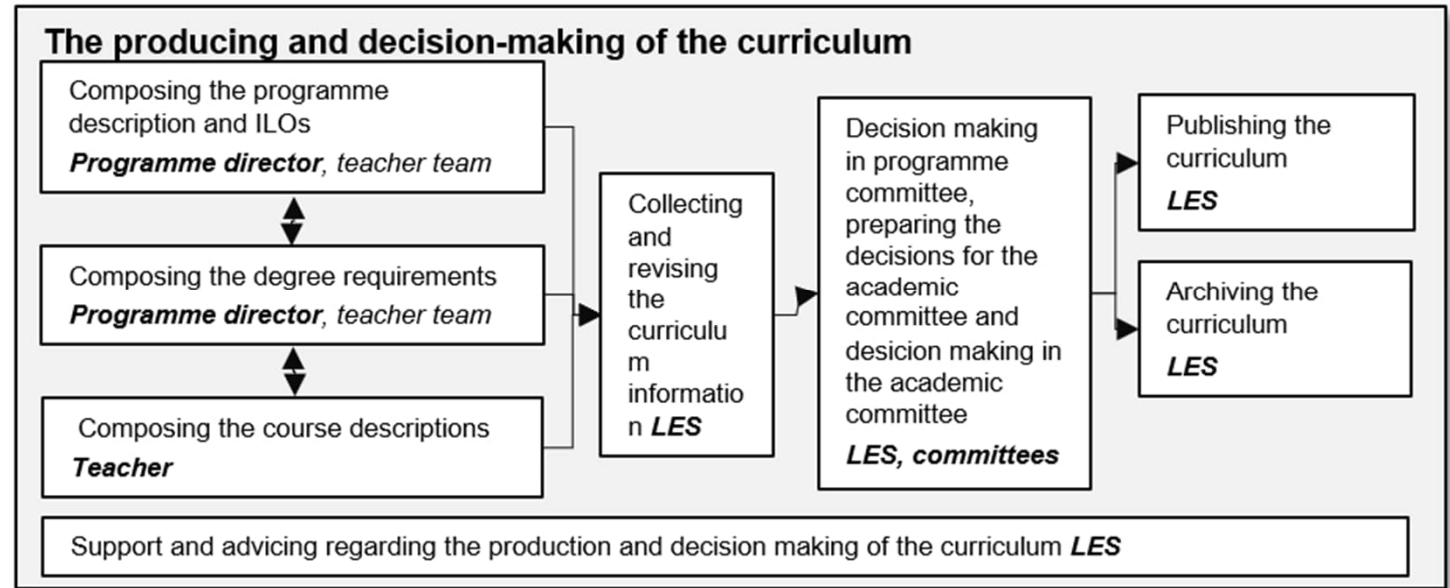 The producing and decision-making of the curriculum
Composing the programme
description and ILOs
Programme director, teacher team
Composing the degree requirements
Programme director, teacher team
Composing the course descriptions
Teacher
Collecting
and
revising
the
curriculu
m
informatio
n LES
Decision making
in programme
committee,
preparing the
decisions for the
academic
committee and
desicion making in
the academic
committee
LES, committees
Publishing the
curriculum
LES
Archiving the
curriculum
LES
Support and advicing regarding the production and decision making of the curriculum LES